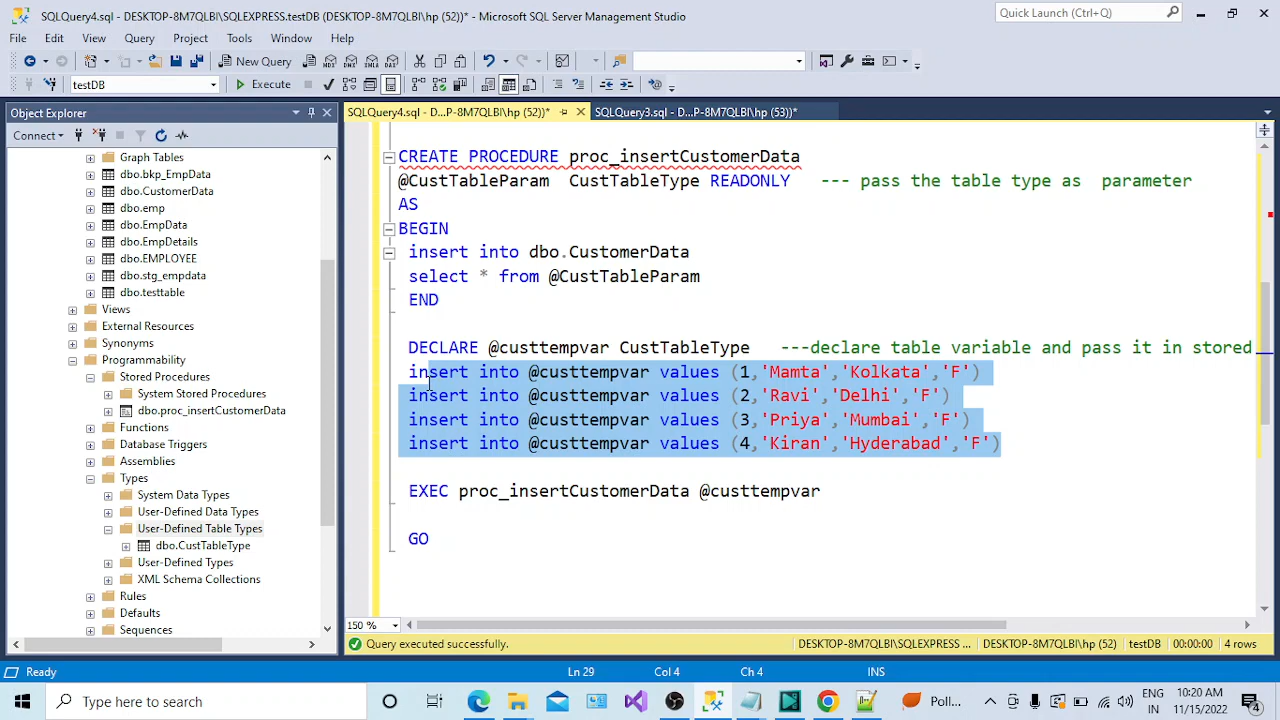 SQLQuery4.sql - DESKTOP-8M7QLBI\SQLEXPRESS.testDB (DESKTOP-8M7QLBI\hp (52))* - Microsoft SQL Server Management Studio
Quick Launch (Ctrl+Q)
File Edit View Query Project Tools Window Help
New Query
MDX DMX XMLA DAX
testDB
Execute
Object Explorer
SQLQuery4.sql - D...P-8M7QLBI\hp (52))*
SQLQuery3.sql - D...P-8M7QLBI\hp (53))*
Connect
Graph Tables
dbo.bkp_EmpData
dbo.CustomerData
dbo.emp
dbo.EmpData
dbo.EmpDetails
dbo.EMPLOYEE
dbo.stg_empdata
dbo.testtable
Views
External Resources
Synonyms
Programmability
Stored Procedures
System Stored Procedures
dbo.proc_insertCustomerData
Functions
Database Triggers
Assemblies
Types
System Data Types
User-Defined Data Types
User-Defined Table Types
dbo.CustTableType
User-Defined Types
XML Schema Collections
Rules
Defaults
Sequences
CREATE PROCEDURE proc_insertCustomerData
@CustTableParam CustTableType READONLY --- pass the table type as parameter
AS
BEGIN
insert into dbo.CustomerData
select * from @CustTableParam
END
DECLARE @custtempvar CustTableType ---declare table variable and pass it in stored
insert into @custtempvar values (1,'Mamta','Kolkata','F')
insert into @custtempvar values (2,'Ravi','Delhi','F')
insert into @custtempvar values (3,'Priya','Mumbai','F')
insert into @custtempvar values (4,'Kiran','Hyderabad','F')
EXEC proc_insertCustomerData @custtempvar
GO
150 %
Query executed successfully.
DESKTOP-8M7QLBI\SQLEXPRESS ... DESKTOP-8M7QLBI\hp (52) testDB 00:00:00 4 rows
Ready
Ln 29 Col 4 Ch 4 INS
Type here to search
Poll...
ENG
IN
10:20 AM
11/15/2022
4